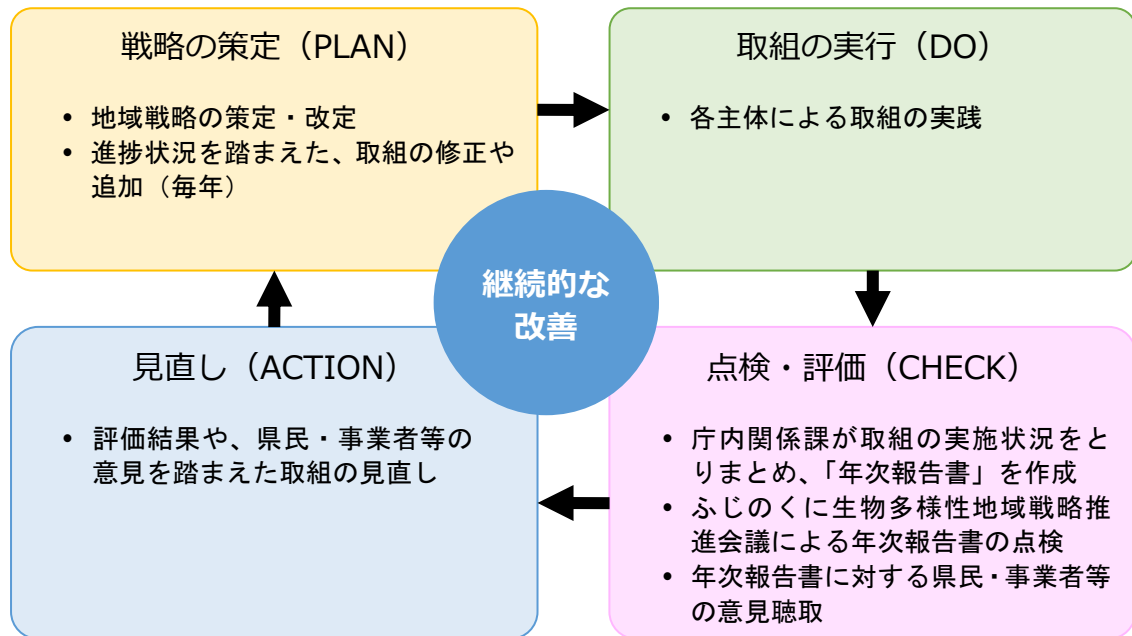 戦略の策定（PLAN）
• 地域戦略の策定・改定
• 進捗状況を踏まえた、取組の修正や
追加（毎年）
取組の実行（DO）
• 各主体による取組の実践
継続的な
改善
見直し（ACTION）
• 評価結果や、県民・事業者等の
意見を踏まえた取組の見直し
点検・評価（CHECK）
• 庁内関係課が取組の実施状況をと
りまとめ、「年次報告書」を作成
• ふじのくに生物多様性地域戦略推
進会議による年次報告書の点検
• 年次報告書に対する県民・事業者等
の意見聴取